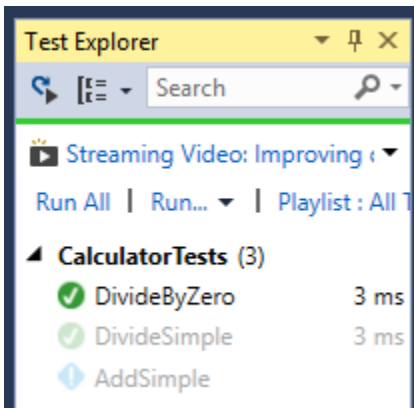 Test Explorer
Search
Streaming Video: Improving
Run All | Run... | Playlist : All
CalculatorTests (3)
DivideByZero 3 ms
DivideSimple 3 ms
AddSimple